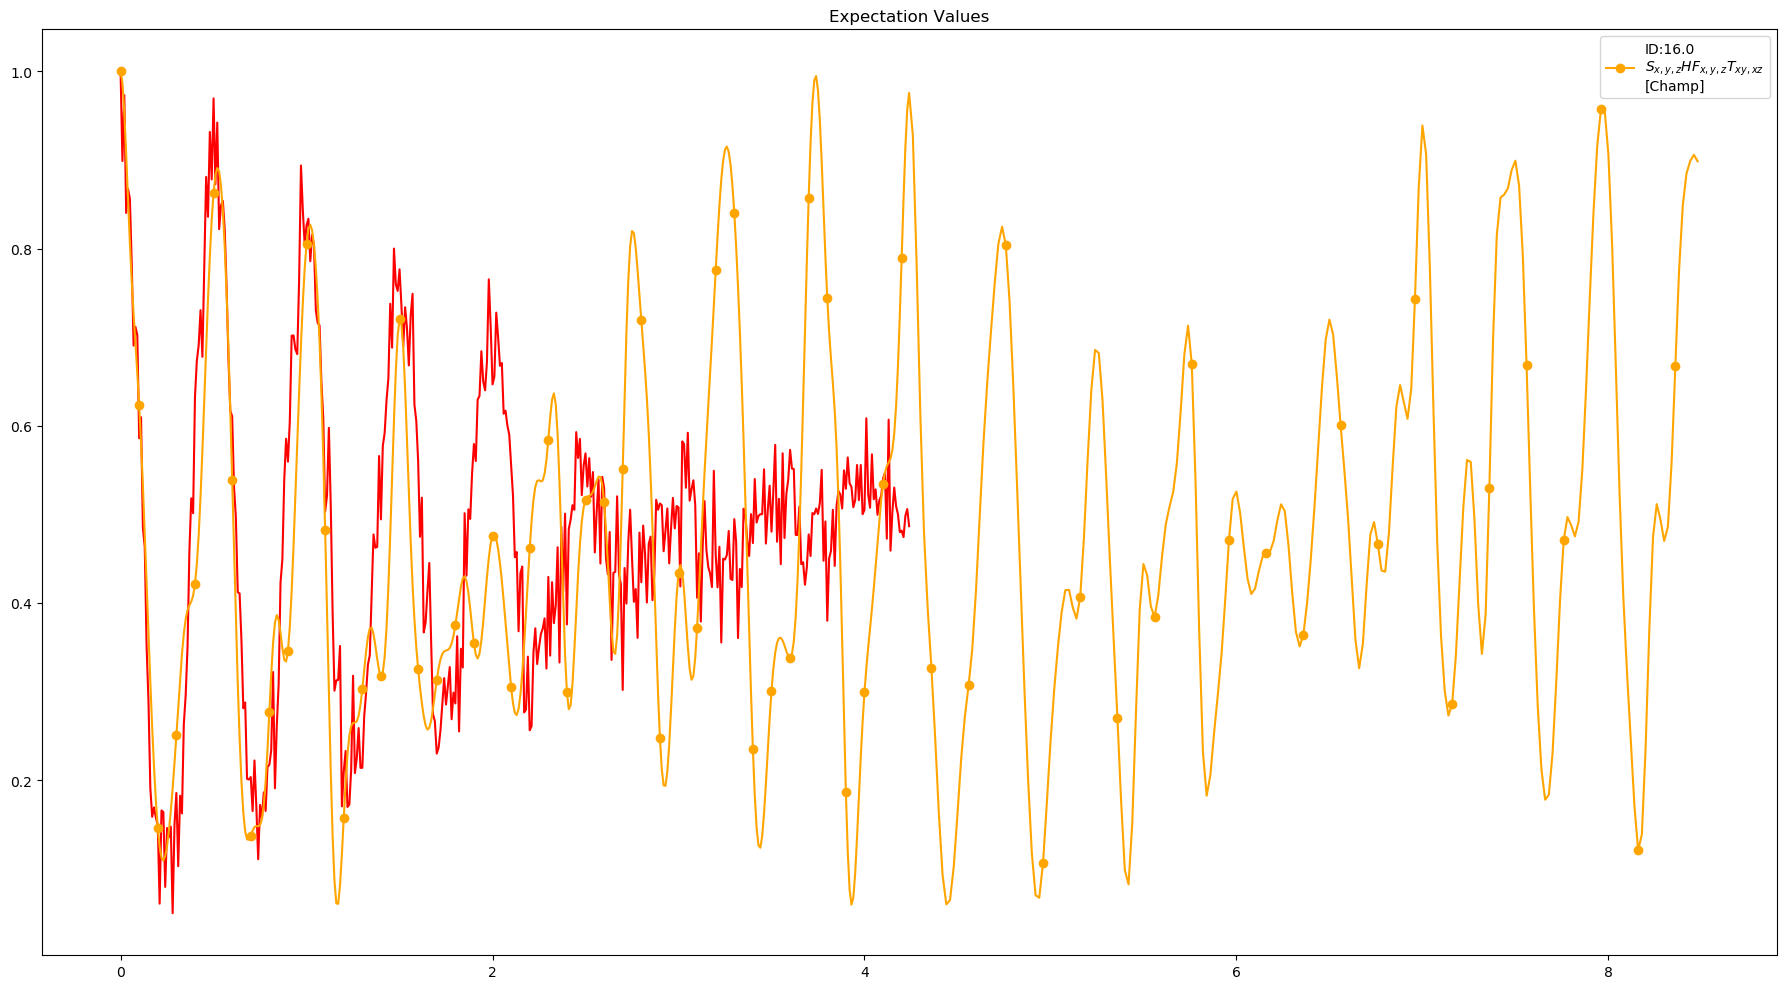 Expectation Values
ID:16.0
$S_{x,y,z}HF_{x,y,z}T_{xy,xz}$
[Champ]
1.0
0.8
0.6
0.4
0.2
0 2 4 6 8